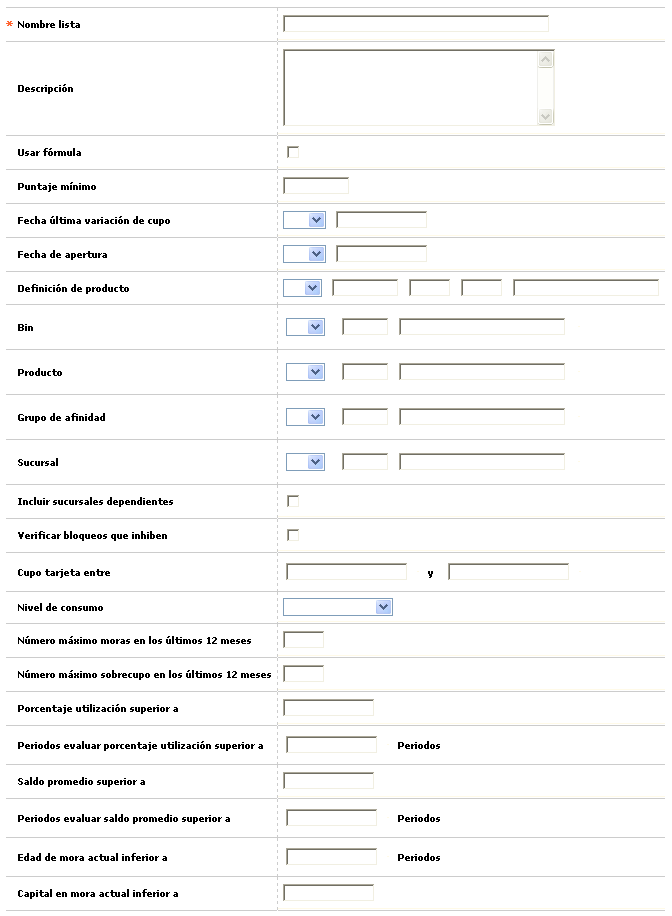 * Nombre lista
Descripción
Usar fórmula
Puntaje mínimo
Fecha última variación de cupo
Fecha de apertura
Definición de producto
Bin
Producto
Grupo de afinidad
Sucursal
Incluir sucursales dependientes
Verificar bloqueos que inhiben
Cupo tarjeta entre y
Nivel de consumo
Número máximo moras en los últimos 12 meses
Número máximo sobrecupo en los últimos 12 meses
Porcentaje utilización superior a
Periodos evaluar porcentaje utilización superior a Periodos
Saldo promedio superior a
Periodos evaluar saldo promedio superior a Periodos
Edad de mora actual inferior a Periodos
Capital en mora actual inferior a